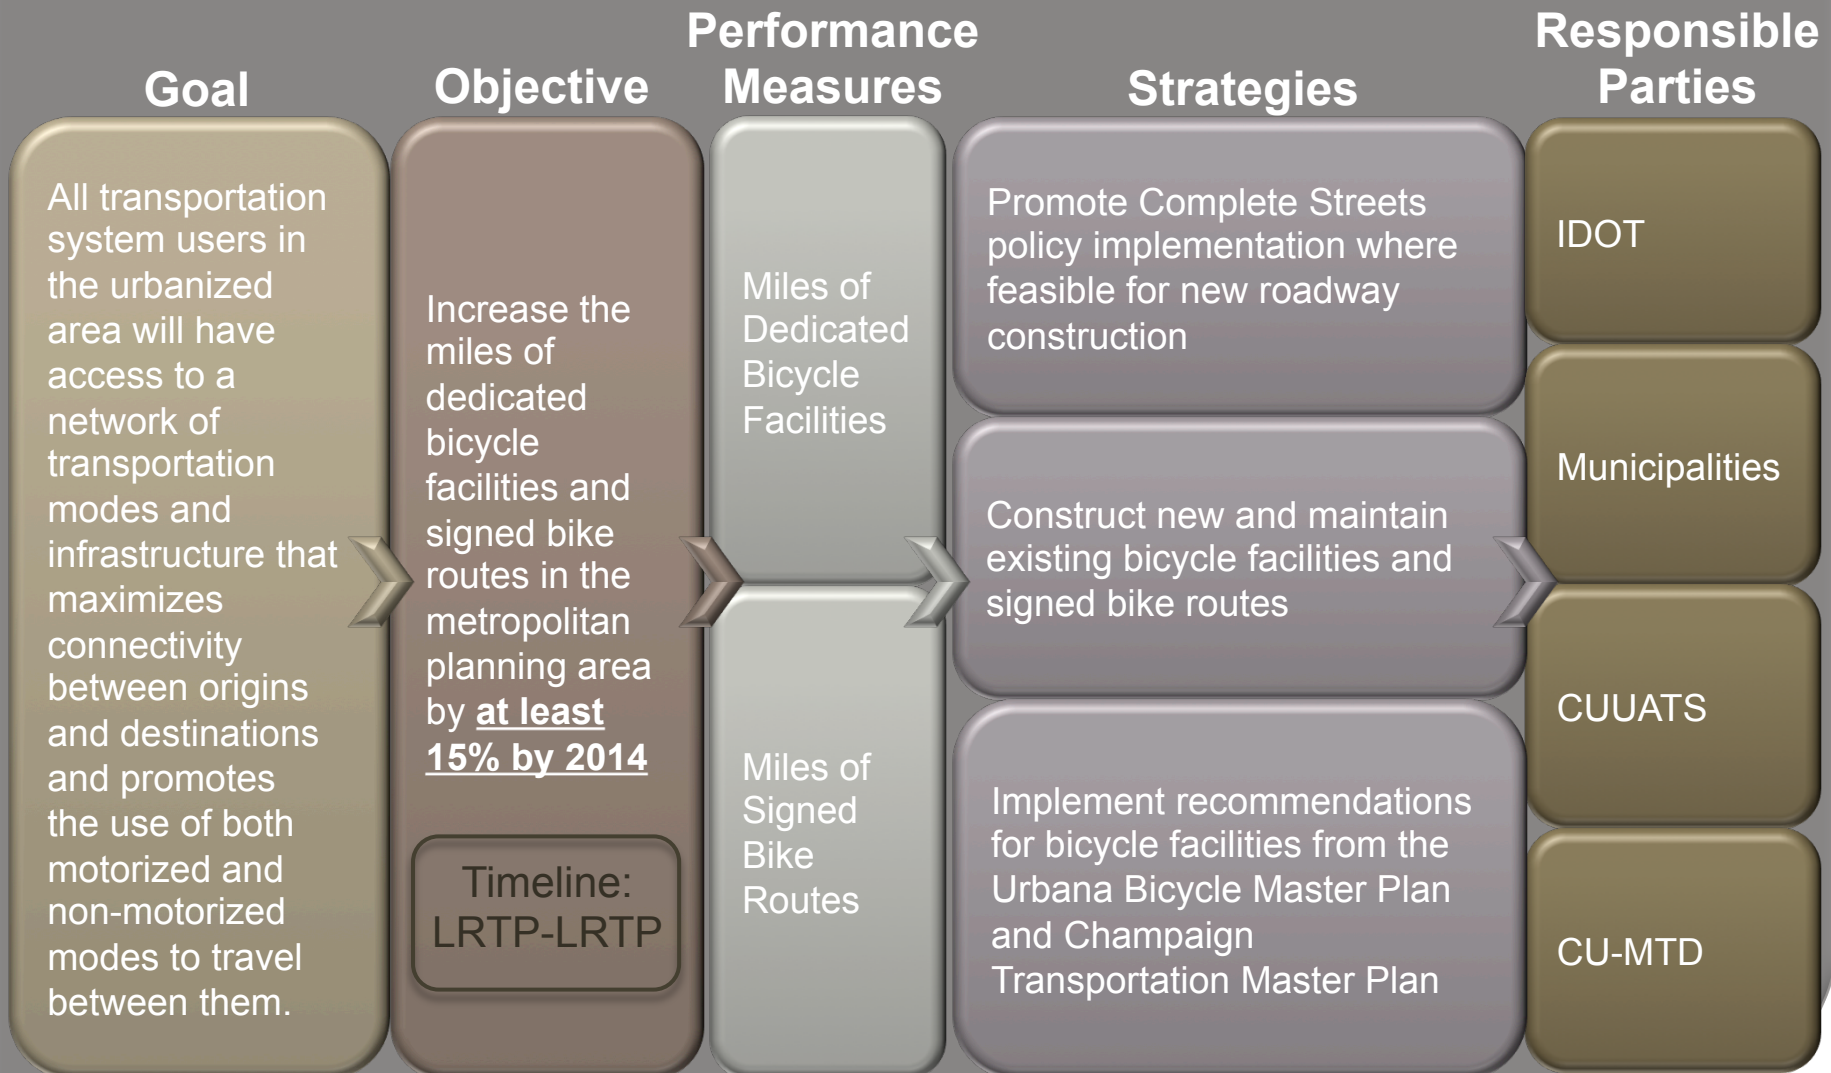 Goal
All transportation
system users in
the urbanized
area will have
access to a
network of
transportation
modes and
infrastructure that
maximizes
connectivity
between origins
and destinations
and promotes
the use of both
motorized and
non-motorized
modes to travel
between them.
Objective
Increase the
miles of
dedicated
bicycle
facilities and
signed bike
routes in the
metropolitan
planning area
by at least
15% by 2014
Timeline:
LRTP-LRTP
Performance
Measures
Miles of
Dedicated
Bicycle
Facilities
Miles of
Signed
Bike
Routes
Strategies
Promote Complete Streets
policy implementation where
feasible for new roadway
construction
Construct new and maintain
existing bicycle facilities and
signed bike routes
Implement recommendations
for bicycle facilities from the
Urbana Bicycle Master Plan
and Champaign
Transportation Master Plan
Responsible
Parties
IDOT
Municipalities
CUUATS
CU-MTD